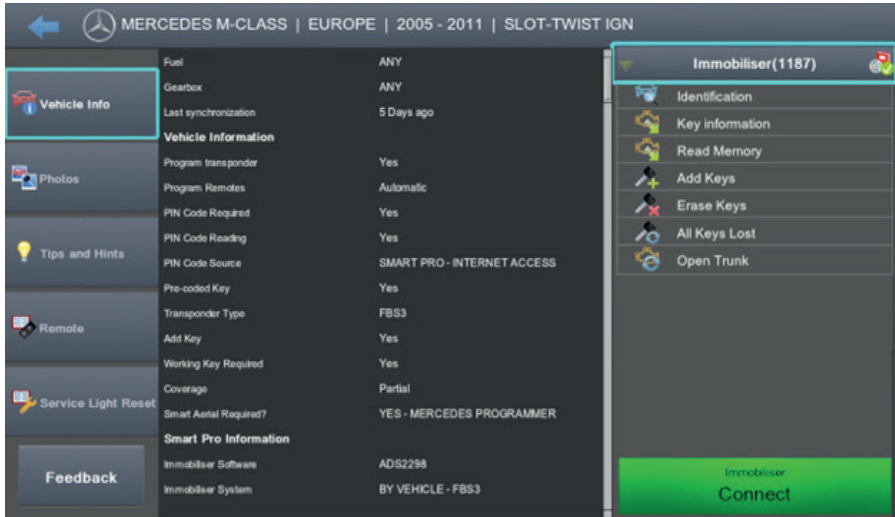 MERCEDES M-CLASS | EUROPE | 2005 - 2011 | SLOT-TWIST IGN
Vehicle Info
Photos
Tips and Hints
Remote
Service Light Reset
Feedback
Fuel ANY
Gearbox ANY
Last synchronization 5 Days ago
Vehicle Information
Program transponder Yes
Program Remotes Automatic
PIN Code Required Yes
PIN Code Reading Yes
PIN Code Source SMART PRO - INTERNET ACCESS
Pre-coded Key Yes
Transponder Type FBS3
Add Key Yes
Working Key Required Yes
Coverage Partial
Smart Aerial Required? YES - MERCEDES PROGRAMMER
Smart Pro Information
Immobiliser Software ADS2298
Immobiliser System BY VEHICLE - FBS3
Immobiliser(1187)
Identification
Key information
Read Memory
Add Keys
Erase Keys
All Keys Lost
Open Trunk
Immobiliser
Connect